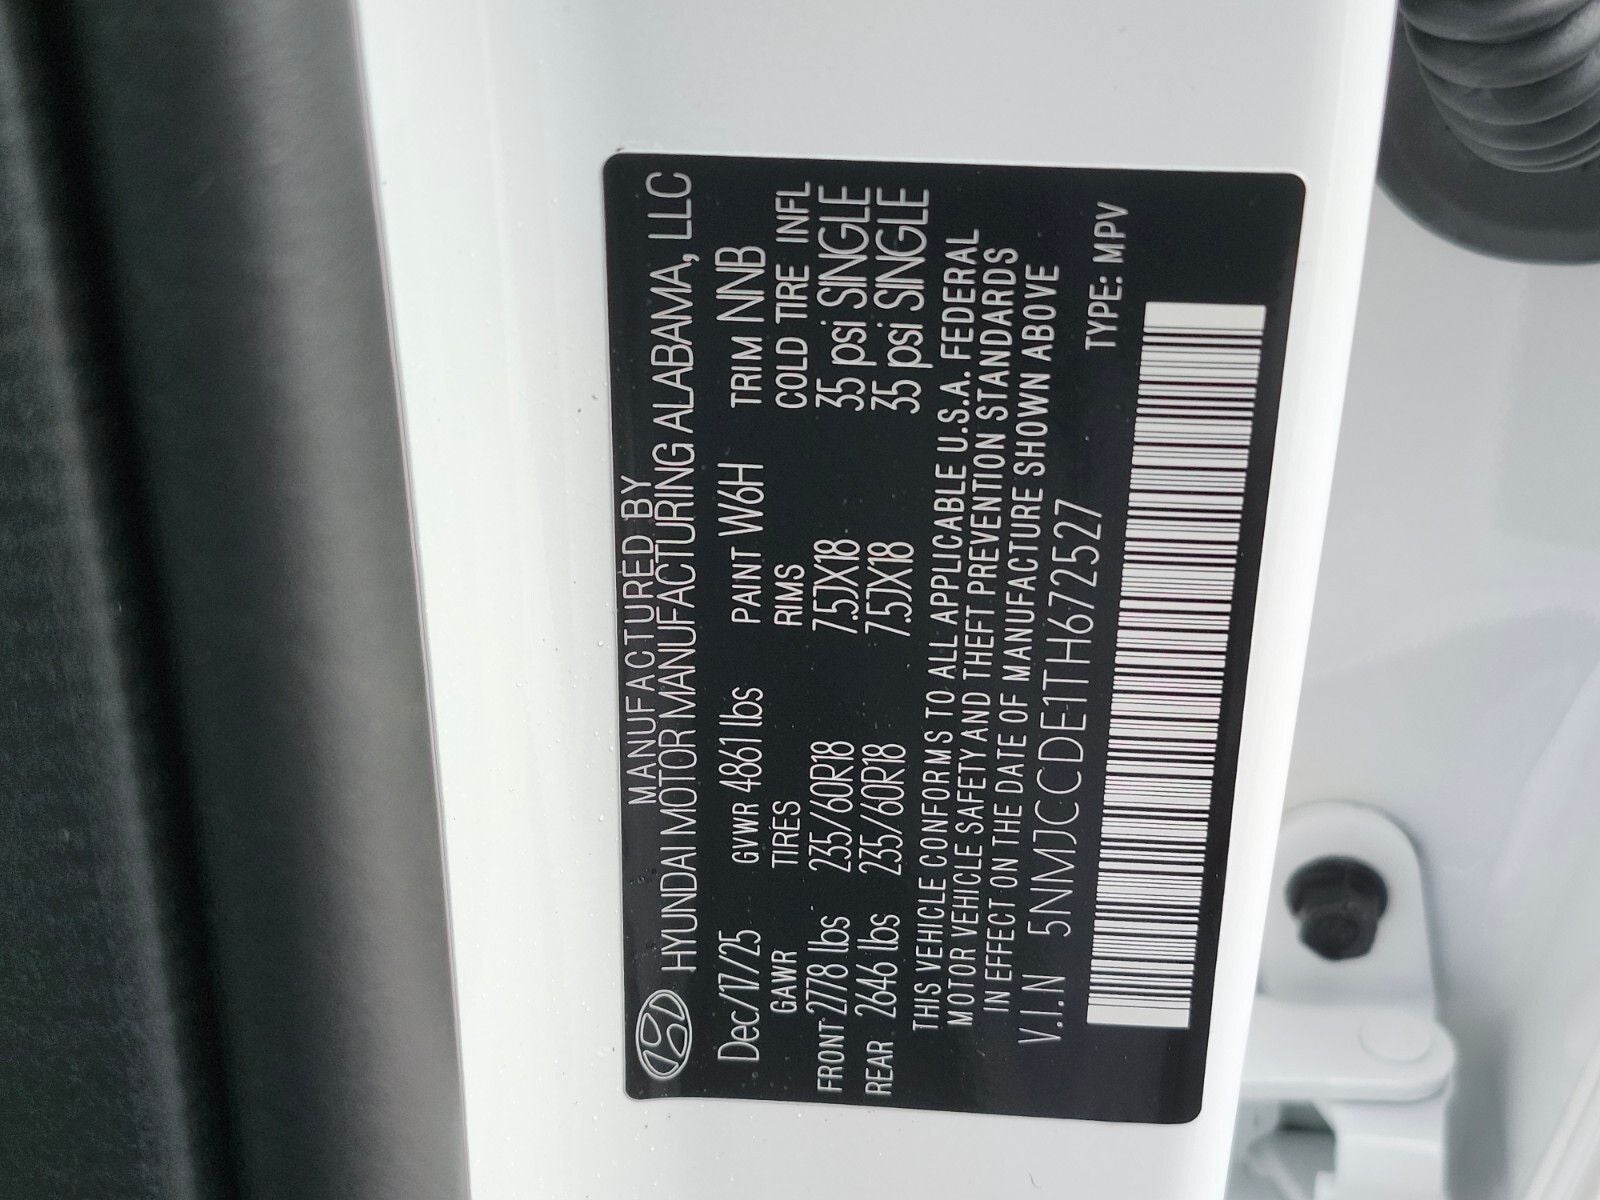 MANUFACTURED BY
HYUNDAI MOTOR MANUFACTURING ALABAMA, LLC
Dec/17/25 GVWR 4861 lbs PAINT W6H TRIM NNB
GAWR TIRES RIMS COLD TIRE INFL
FRONT 2778 lbs 235/60R18 7.5JX18 35 psi SINGLE
REAR 2646 lbs 235/60R18 7.5JX18 35 psi SINGLE
THIS VEHICLE CONFORMS TO ALL APPLICABLE U.S.A. FEDERAL
MOTOR VEHICLE SAFETY AND THEFT PREVENTION STANDARDS
IN EFFECT ON THE DATE OF MANUFACTURE SHOWN ABOVE
V.I.N 5NMJCCDE1TH672527
TYPE: MPV